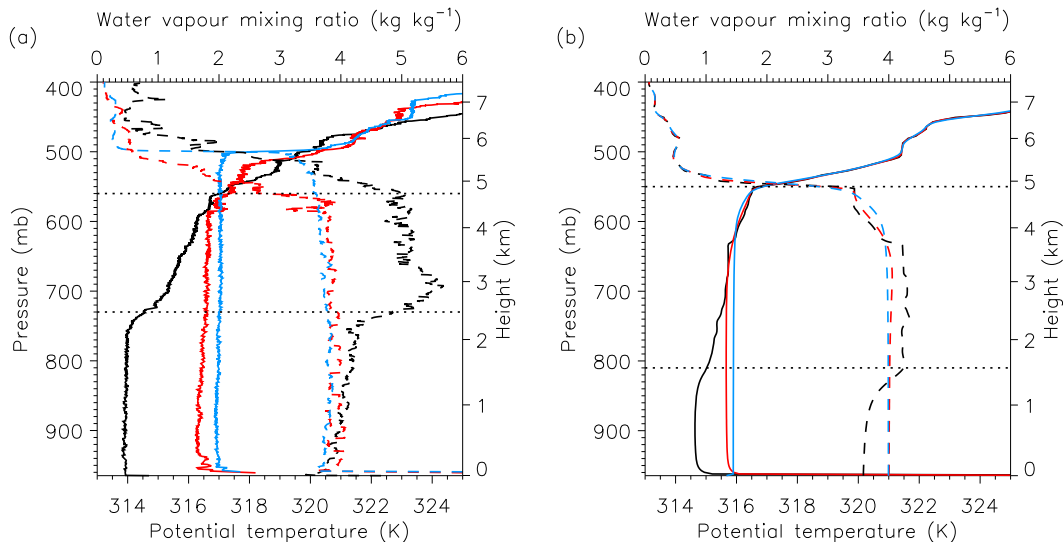 Water vapour mixing ratio (kg kg⁻¹)
(a)
0 1 2 3 4 5 6
400
500
600
700
800
900
Pressure (mb)
7
6
5
4
3
2
1
0
Height (km)
314 316 318 320 322 324
Potential temperature (K)
Water vapour mixing ratio (kg kg⁻¹)
(b)
0 1 2 3 4 5 6
400
500
600
700
800
900
Pressure (mb)
7
6
5
4
3
2
1
0
Height (km)
314 316 318 320 322 324
Potential temperature (K)